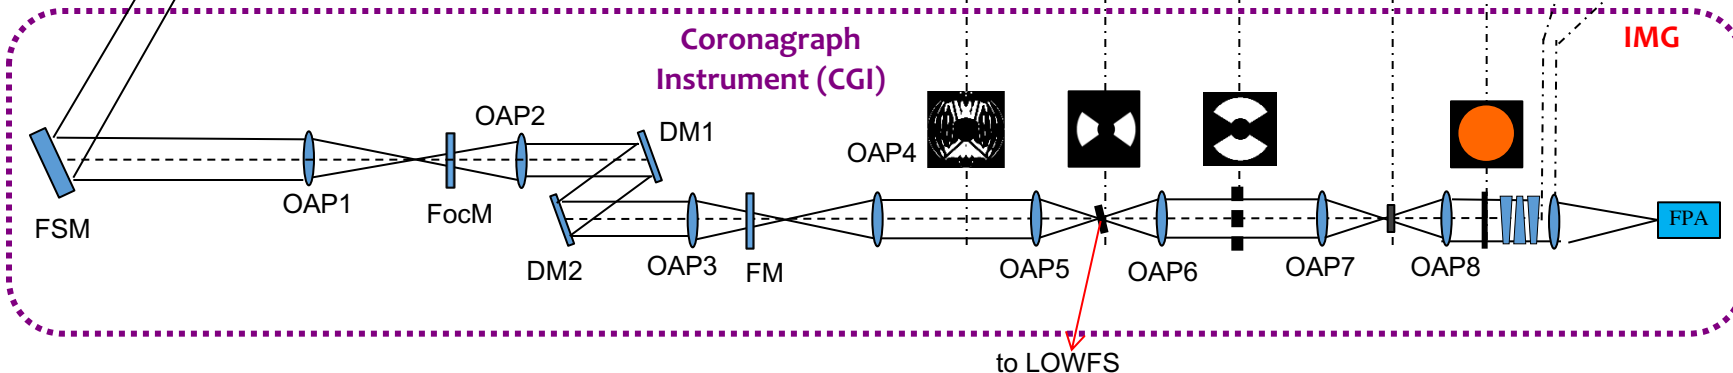 Coronagraph
Instrument (CGI)
IMG
OAP2
DM1
OAP4
OAP1
FocM
FSM
DM2
OAP3
FM
OAP5
OAP6
OAP7
OAP8
FPA
to LOWFS